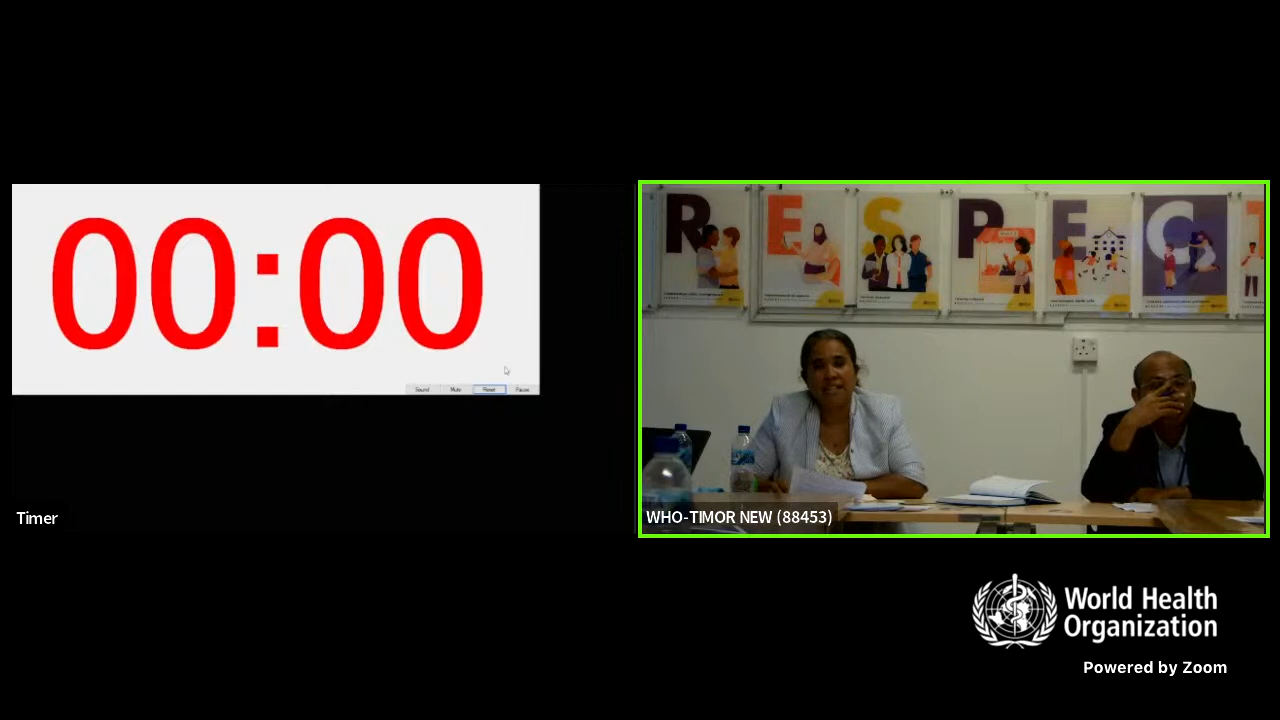 00:00
Sound Mute Reset Pause
Timer
R E S P E C T
WHO-TIMOR NEW (88453)
World Health
Organization
Powered by Zoom